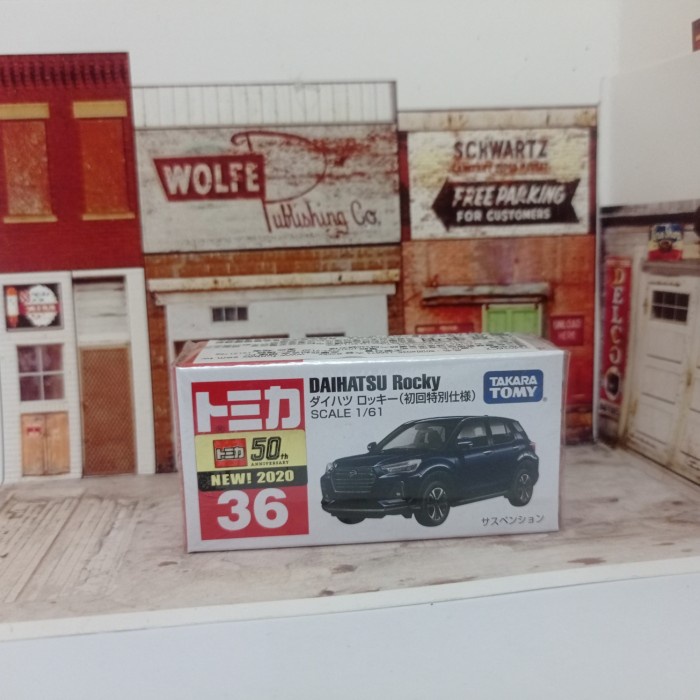 WOLFE
Publishing Co.
SCHWARTZ
FREE PARKING
FOR CUSTOMERS
DELCO
トミカ
トミカ 50th
ANNIVERSARY
NEW! 2020
36
DAIHATSU Rocky
ダイハツ ロッキー(初回特別仕様)
SCALE 1/61
TAKARA
TOMY
サスペンション